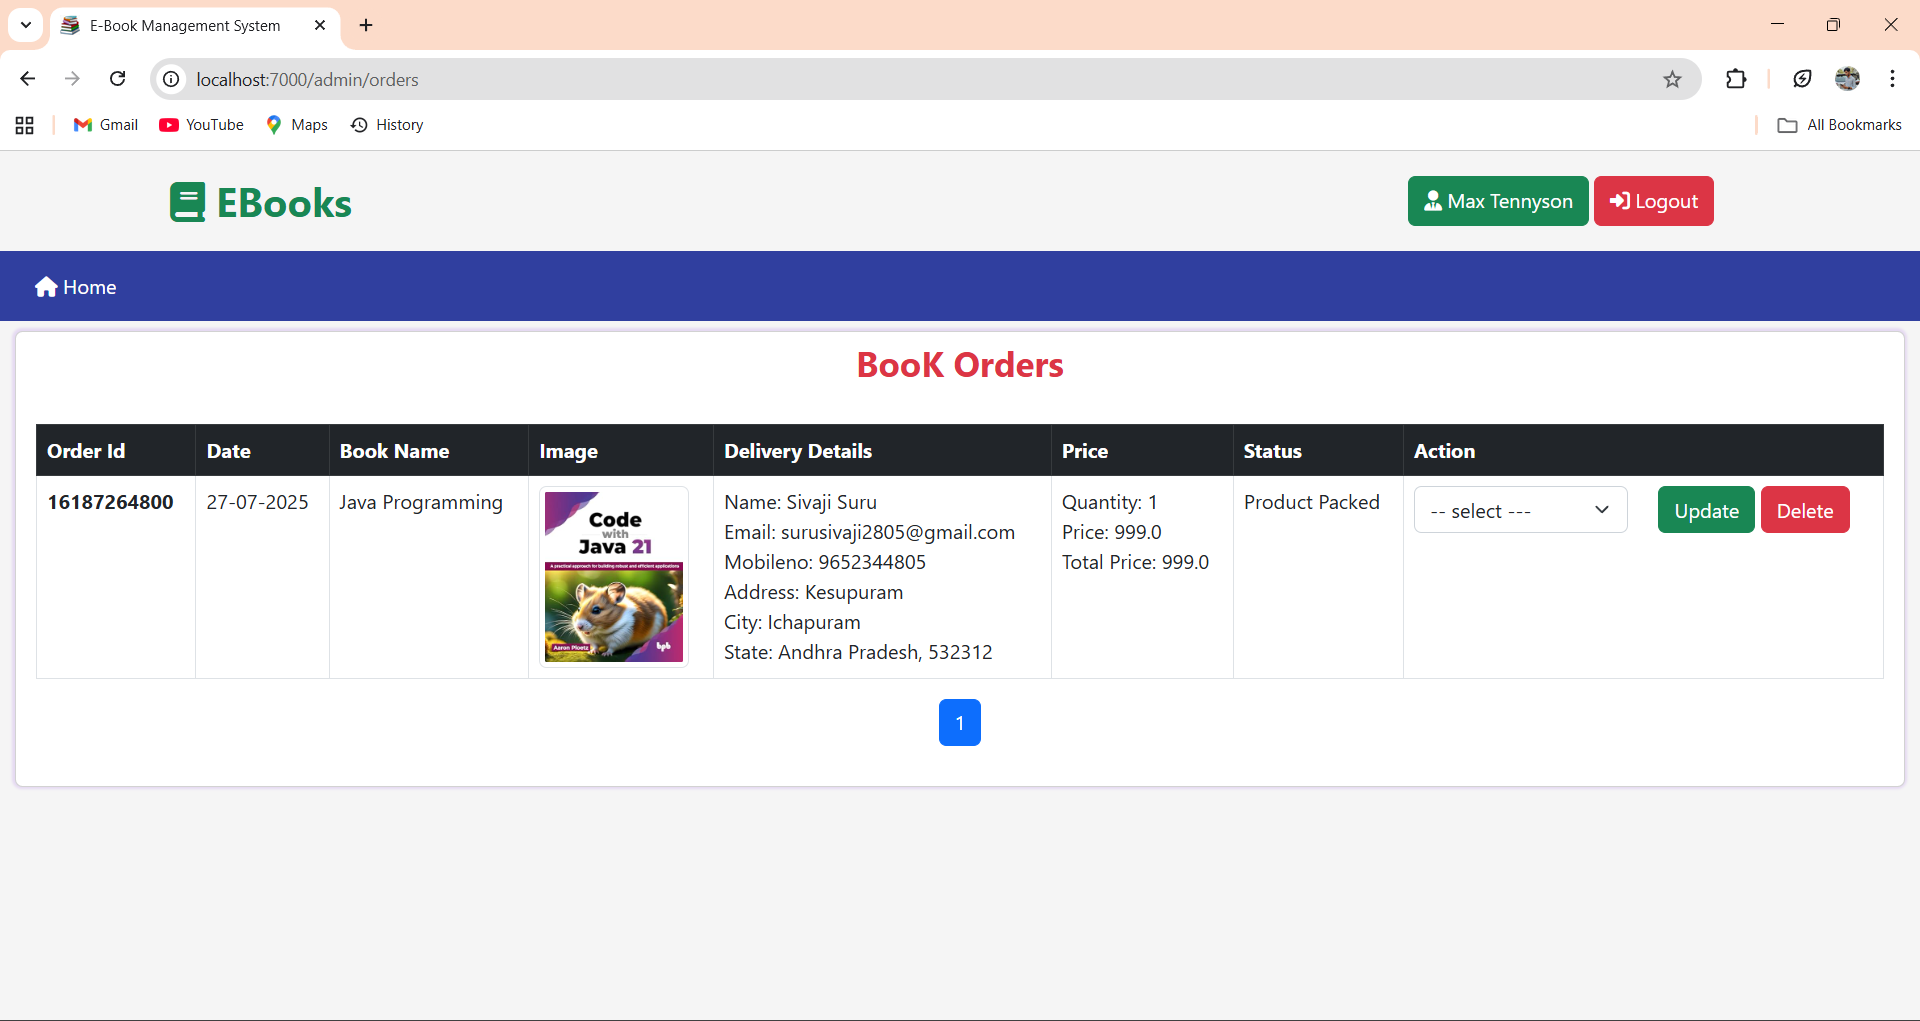 E-Book Management System
localhost:7000/admin/orders
Gmail YouTube Maps History All Bookmarks
EBooks
Max Tennyson Logout
Home
BooK Orders
Order Id Date Book Name Image Delivery Details Price Status Action
16187264800 27-07-2025 Java Programming
Code
with
Java 21
A practical approach for building robust and efficient applications
Aaron Ploetz
bpb
Name: Sivaji Suru
Email: surusivaji2805@gmail.com
Mobileno: 9652344805
Address: Kesupuram
City: Ichapuram
State: Andhra Pradesh, 532312
Quantity: 1
Price: 999.0
Total Price: 999.0
Product Packed
-- select --- Update Delete
1